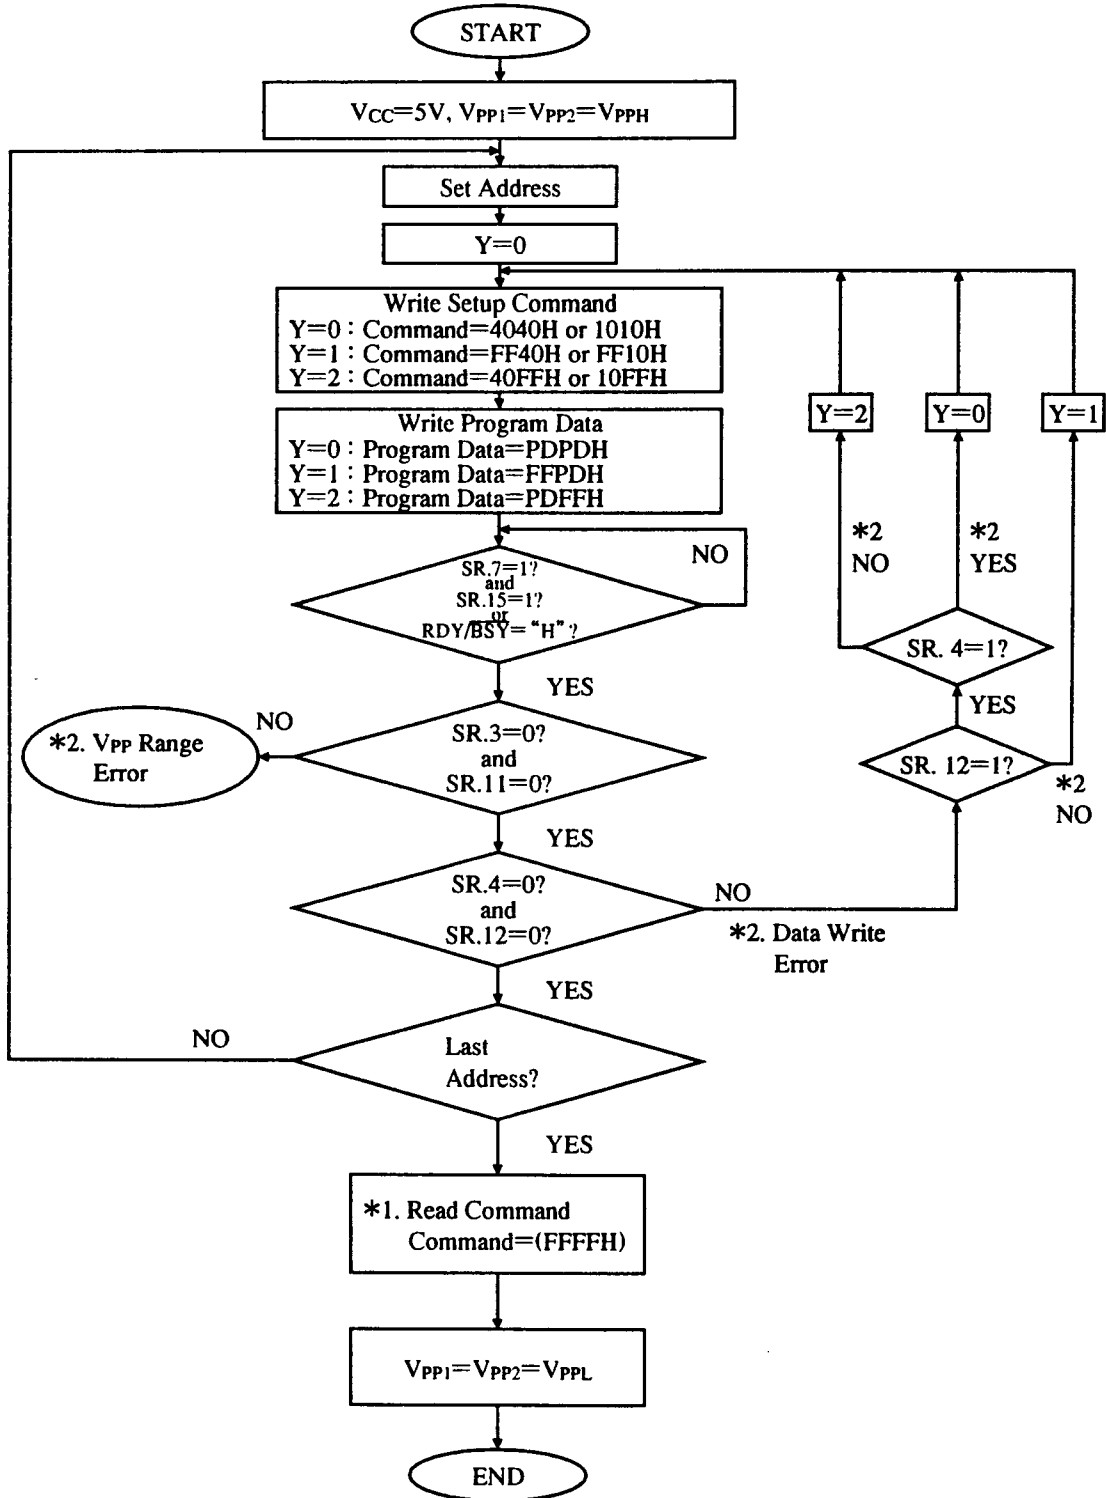 START
VCC=5V, VPP1=VPP2=VPPH
Set Address
Y=0
Write Setup Command
Y=0 : Command=4040H or 1010H
Y=1 : Command=FF40H or FF10H
Y=2 : Command=40FFH or 10FFH
Write Program Data
Y=0 : Program Data=PDPDH
Y=1 : Program Data=FFPDH
Y=2 : Program Data=PDFFH
Y=2
Y=0
Y=1
NO
SR.7=1?
and
SR.15=1?
or
RDY/BSY="H"?
YES
*2
NO
*2
YES
SR. 4=1?
YES
SR. 12=1?
*2
NO
NO
*2. VPP Range
Error
SR.3=0?
and
SR.11=0?
YES
SR.4=0?
and
SR.12=0?
NO
*2. Data Write
Error
YES
NO
Last
Address?
YES
*1. Read Command
Command=(FFFFH)
VPP1=VPP2=VPPL
END